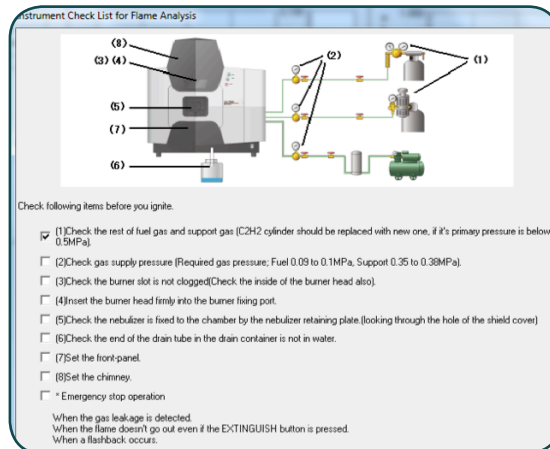 Instrument Check List for Flame Analysis
(8)
(3) (4)
(5)
(7)
(6)
(2)
(1)
Check following items before you ignite.
(1)Check the rest of fuel gas and support gas (C2H2 cylinder should be replaced with new one, if it's primary pressure is below
0.5MPa).
(2)Check gas supply pressure (Required gas pressure; Fuel 0.09 to 0.1MPa, Support 0.35 to 0.38MPa).
(3)Check the burner slot is not clogged(Check the inside of the burner head also).
(4)Insert the burner head firmly into the burner fixing port.
(5)Check the nebulizer is fixed to the chamber by the nebulizer retaining plate.(looking through the hole of the shield cover)
(6)Check the end of the drain tube in the drain container is not in water.
(7)Set the front-panel.
(8)Set the chimney.
* Emergency stop operation
When the gas leakage is detected.
When the flame doesn't go out even if the EXTINGUISH button is pressed.
When a flashback occurs.